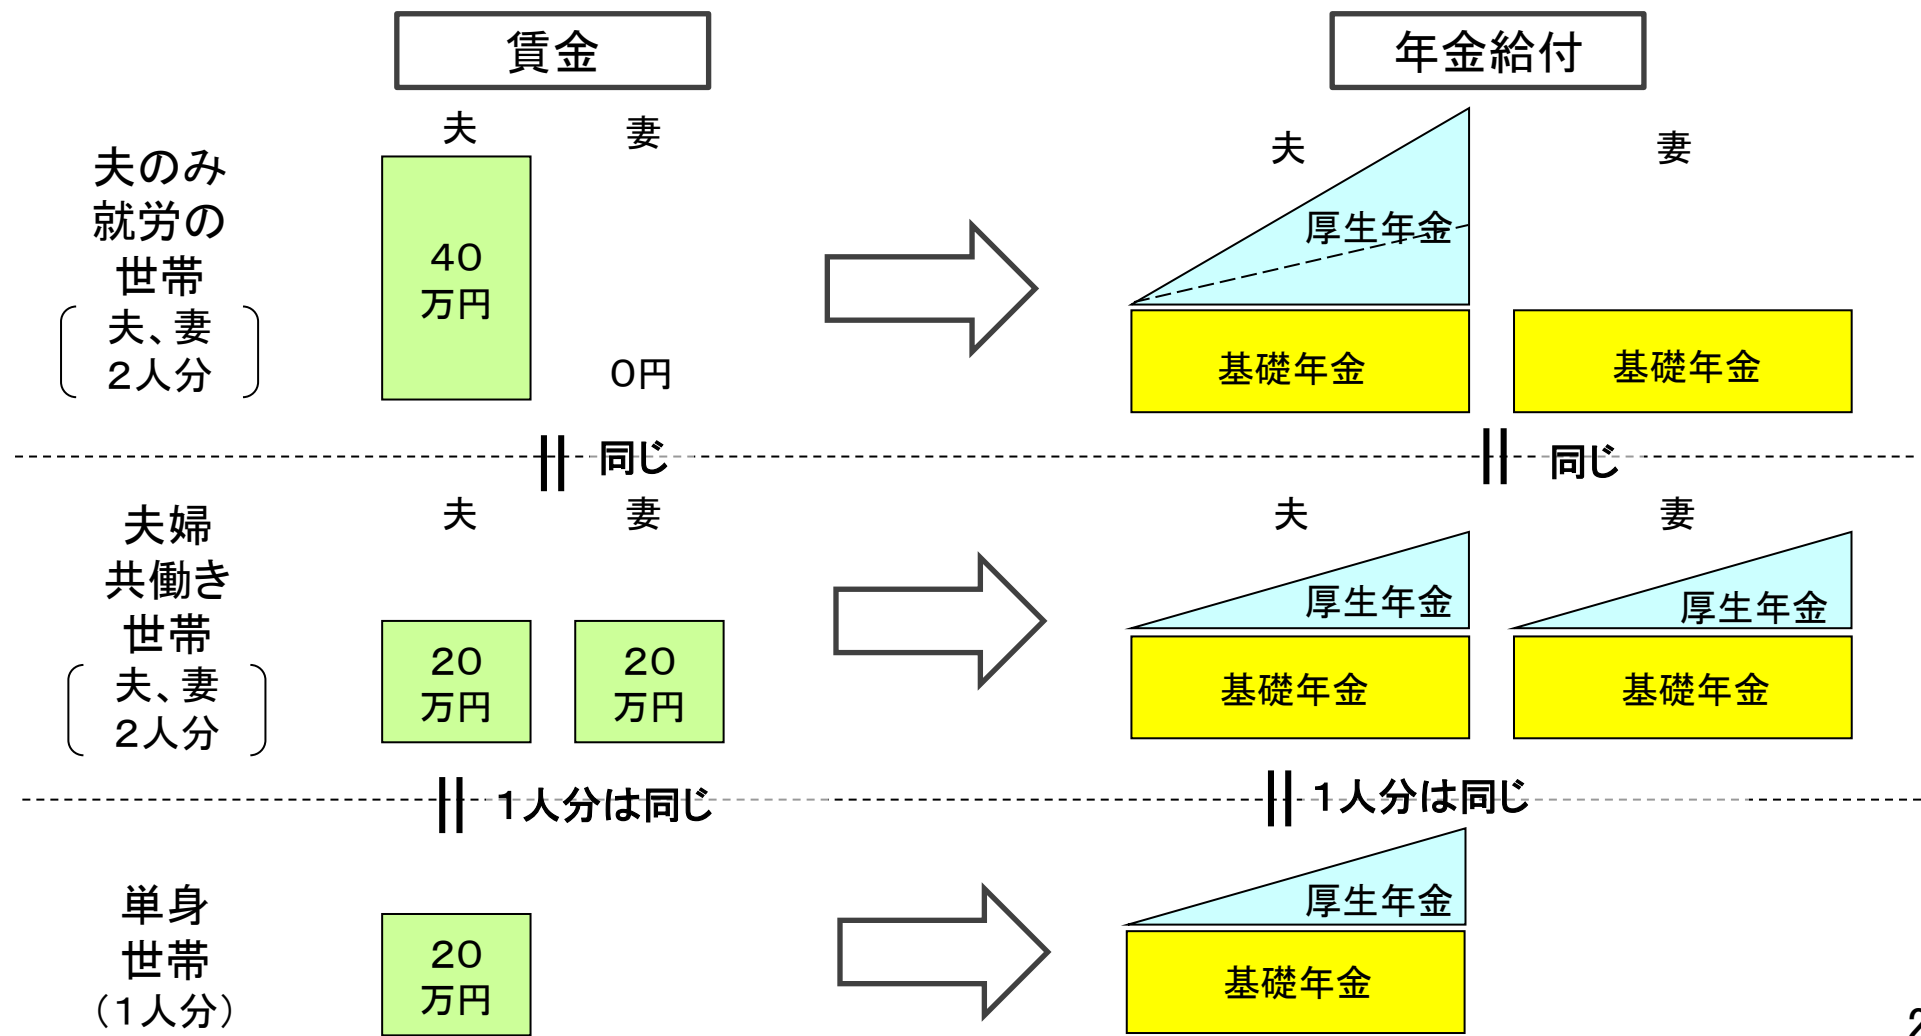 賃金
年金給付
夫
妻
夫
妻
夫のみ
就労の
世帯
夫、妻
２人分
４０
万円
０円
厚生年金
基礎年金
基礎年金
同じ
同じ
夫
妻
夫
妻
夫婦
共働き
世帯
夫、妻
２人分
２０
万円
２０
万円
厚生年金
厚生年金
基礎年金
基礎年金
１人分は同じ
１人分は同じ
単身
世帯
（１人分）
２０
万円
厚生年金
基礎年金